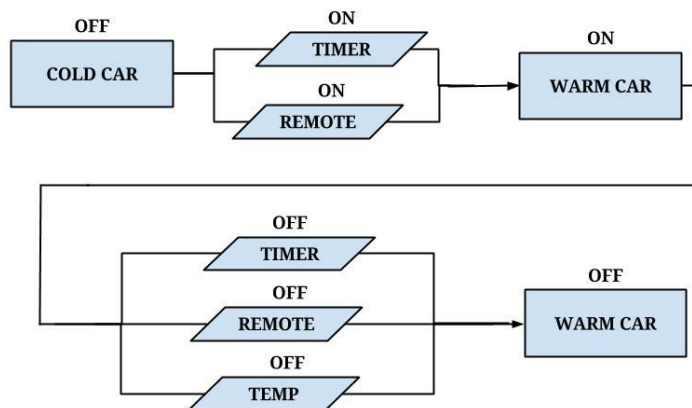 OFF
COLD CAR
ON
TIMER
ON
REMOTE
ON
WARM CAR
OFF
TIMER
OFF
REMOTE
OFF
TEMP
OFF
WARM CAR